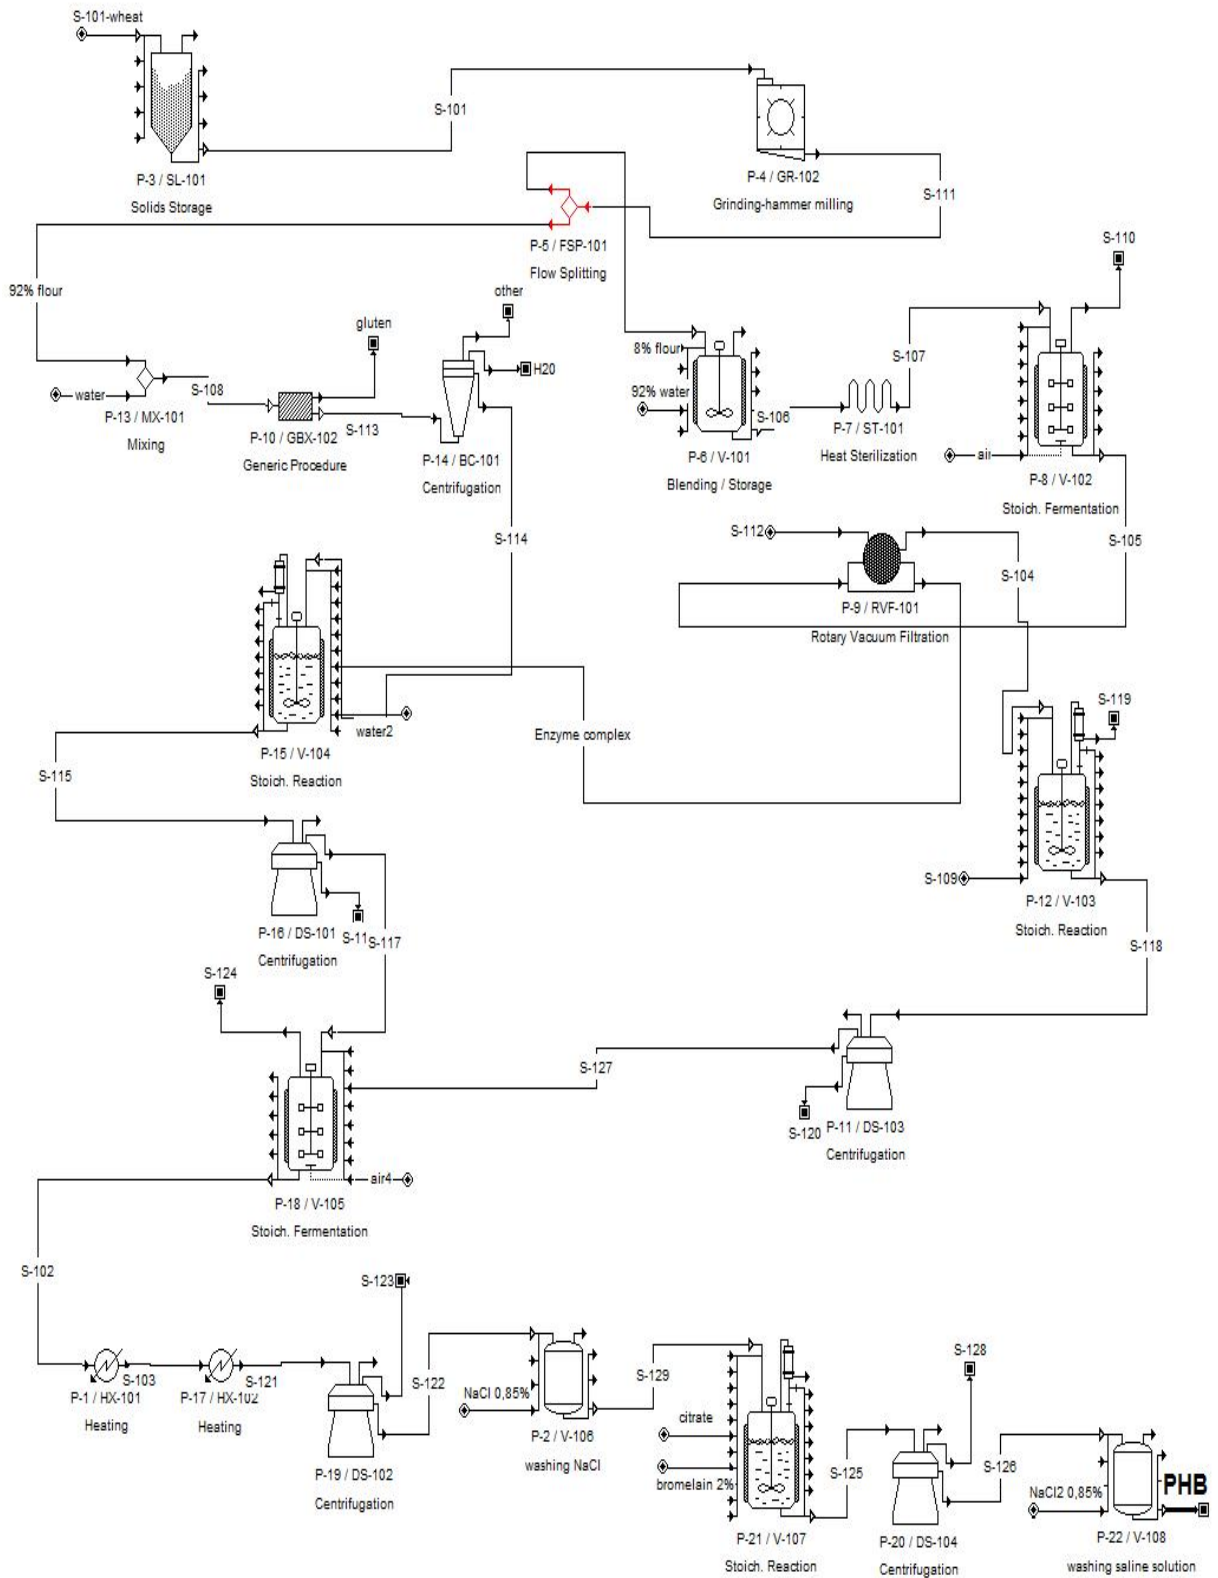 S-101-wheat
S-101
P-3 / SL-101
Solids Storage
P-4 / GR-102
Grinding-hammer milling
S-111
P-5 / FSP-101
Flow Splitting
S-110
92% flour
other
gluten
H20
8% flour
S-107
92% water
water
S-108
P-13 / MX-101
Mixing
P-10 / GBX-102
S-113
Generic Procedure
P-14 / BC-101
Centrifugation
S-106
P-6 / V-101
Blending / Storage
P-7 / ST-101
Heat Sterilization
air
P-8 / V-102
Stoich. Fermentation
S-114
S-112
S-105
S-104
P-9 / RVF-101
Rotary Vacuum Filtration
water2
Enzyme complex
P-15 / V-104
Stoich. Reaction
S-119
S-115
S-109
P-12 / V-103
Stoich. Reaction
P-16 / DS-101
S-11
S-117
Centrifugation
S-118
S-124
S-127
S-120
P-11 / DS-103
Centrifugation
air4
P-18 / V-105
Stoich. Fermentation
S-102
S-123
S-103
S-121
P-1 / HX-101
Heating
P-17 / HX-102
Heating
S-122
NaCl 0,85%
S-129
S-128
P-19 / DS-102
Centrifugation
P-2 / V-106
washing NaCl
citrate
bromelain 2%
S-125
S-126
NaCl2 0,85%
PHB
P-21 / V-107
Stoich. Reaction
P-20 / DS-104
Centrifugation
P-22 / V-108
washing saline solution